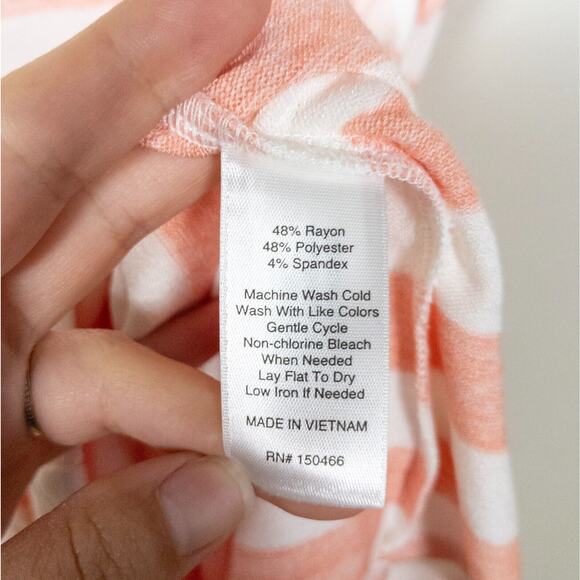 48% Rayon
48% Polyester
4% Spandex
Machine Wash Cold
Wash With Like Colors
Gentle Cycle
Non-chlorine Bleach
When Needed
Lay Flat To Dry
Low Iron If Needed
MADE IN VIETNAM
RN# 150466